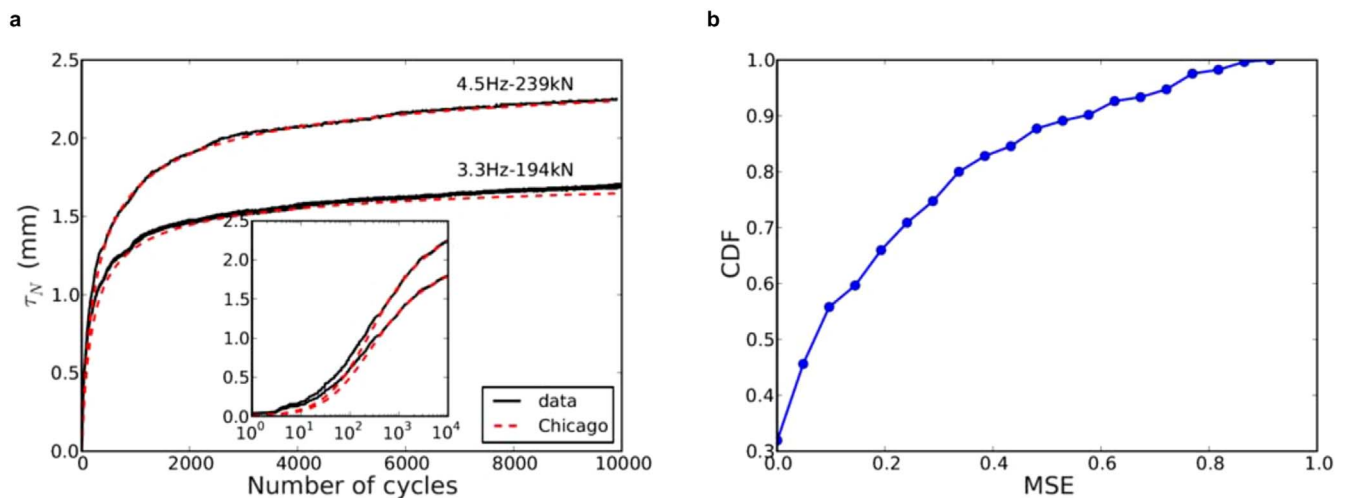 a
2.5
2.0
1.5
1.0
0.5
0.0
τN (mm)
4.5Hz-239kN
3.3Hz-194kN
2.5
2.0
1.5
1.0
0.5
0.0
10^0 10^1 10^2 10^3 10^4
data
Chicago
0 2000 4000 6000 8000 10000
Number of cycles
b
1.0
0.9
0.8
0.7
0.6
0.5
0.4
0.3
CDF
0.0 0.2 0.4 0.6 0.8 1.0
MSE